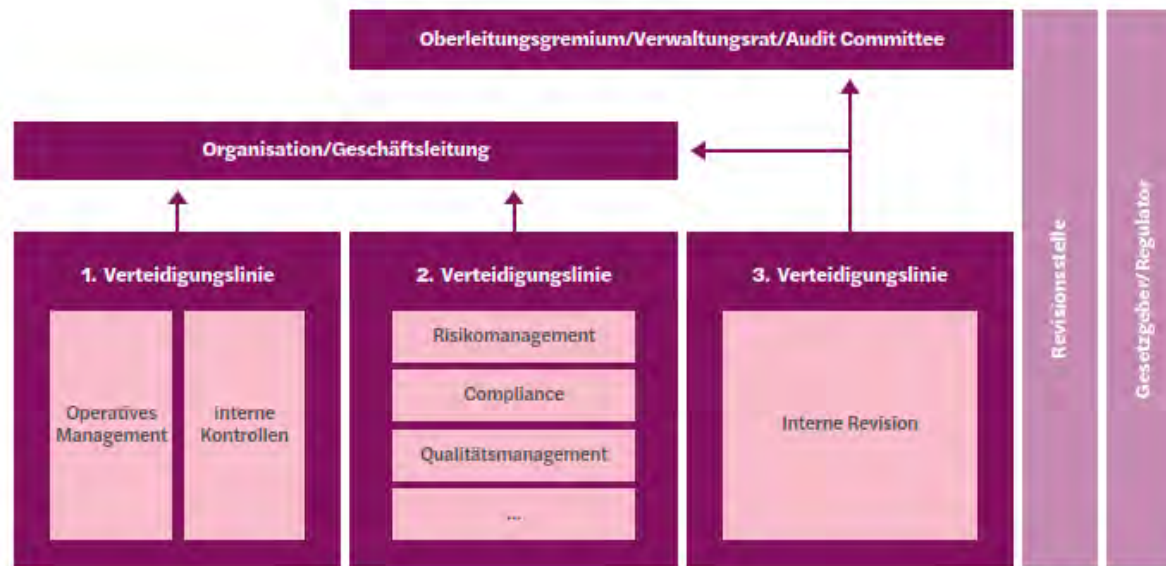 Oberleitungsgremium/Verwaltungsrat/Audit Committee
Organisation/Geschäftsleitung
1. Verteidigungslinie
Operatives
Management
interne
Kontrollen
2. Verteidigungslinie
Risikomanagement
Compliance
Qualitätsmanagement
...
3. Verteidigungslinie
Interne Revision
Revisionsstelle
Gesetzgeber/Regulator